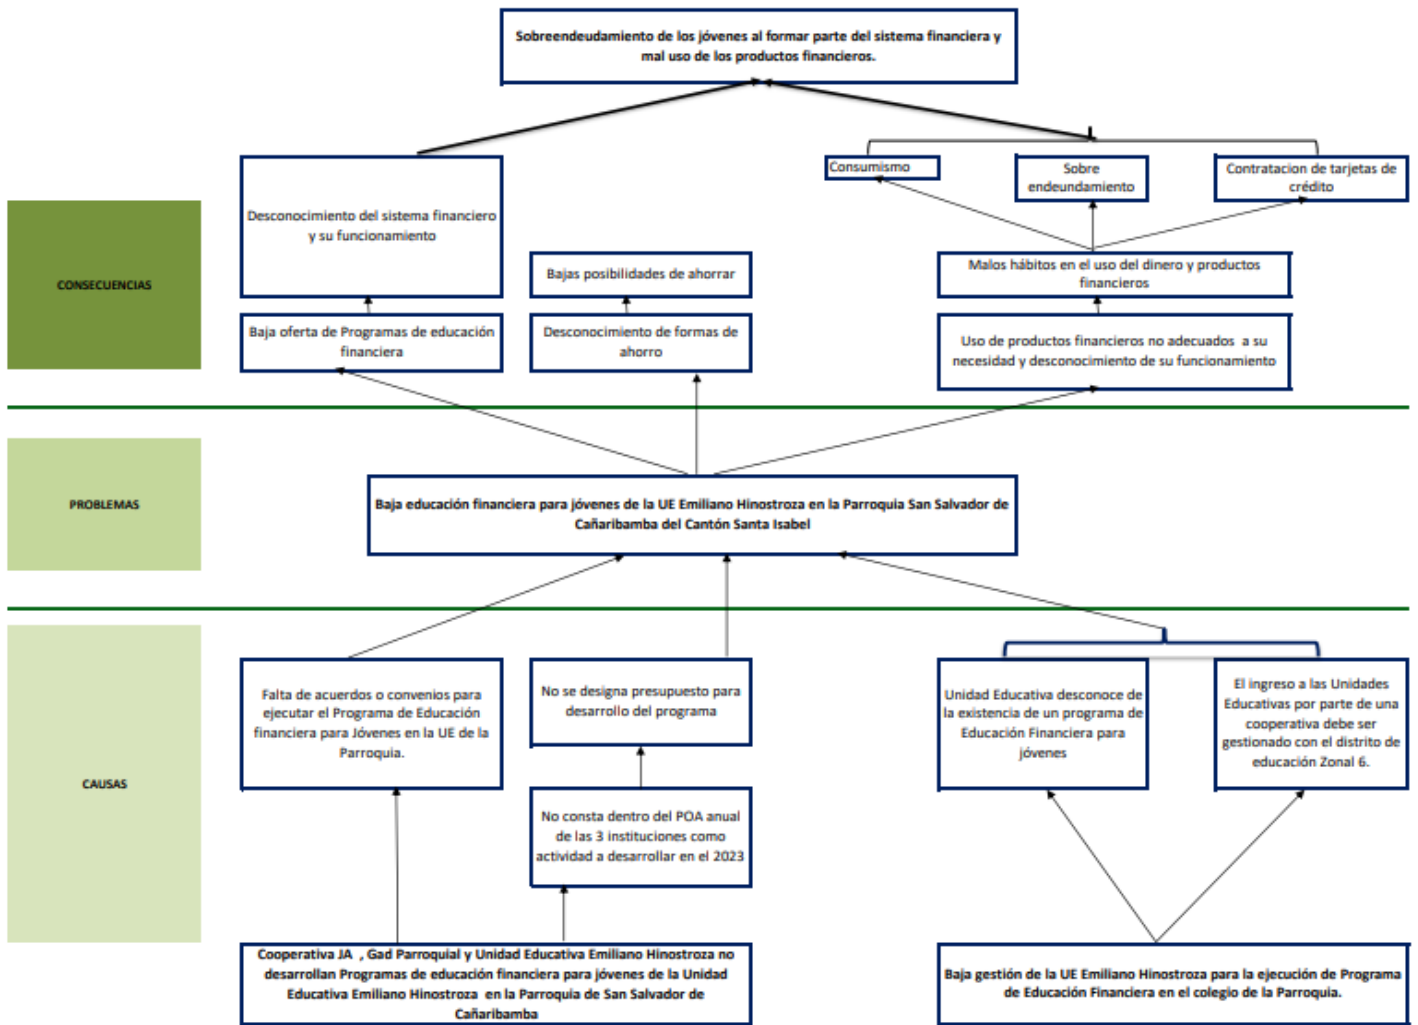 Sobreendeudamiento de los jóvenes al formar parte del sistema financiera y
mal uso de los productos financieros.
Consumismo
Sobre
endeundamiento
Contratacion de tarjetas de
crédito
CONSECUENCIAS
Desconocimiento del sistema financiero
y su funcionamiento
Bajas posibilidades de ahorrar
Malos hábitos en el uso del dinero y productos
financieros
Baja oferta de Programas de educación
financiera
Desconocimiento de formas de
ahorro
Uso de productos financieros no adecuados a su
necesidad y desconocimiento de su funcionamiento
PROBLEMAS
Baja educación financiera para jóvenes de la UE Emiliano Hinostroza en la Parroquia San Salvador de
Cañaribamba del Cantón Santa Isabel
CAUSAS
Falta de acuerdos o convenios para
ejecutar el Programa de Educación
financiera para Jóvenes en la UE de la
Parroquia.
No se designa presupuesto para
desarrollo del programa
Unidad Educativa desconoce de
la existencia de un programa de
Educación Financiera para
jóvenes
El ingreso a las Unidades
Educativas por parte de una
cooperativa debe ser
gestionado con el distrito de
educación Zonal 6.
No consta dentro del POA anual
de las 3 instituciones como
actividad a desarrollar en el 2023
Cooperativa JA , Gad Parroquial y Unidad Educativa Emiliano Hinostroza no
desarrollan Programas de educación financiera para jóvenes de la Unidad
Educativa Emiliano Hinostroza en la Parroquia de San Salvador de
Cañaribamba
Baja gestión de la UE Emiliano Hinostroza para la ejecución de Programa
de Educación Financiera en el colegio de la Parroquia.